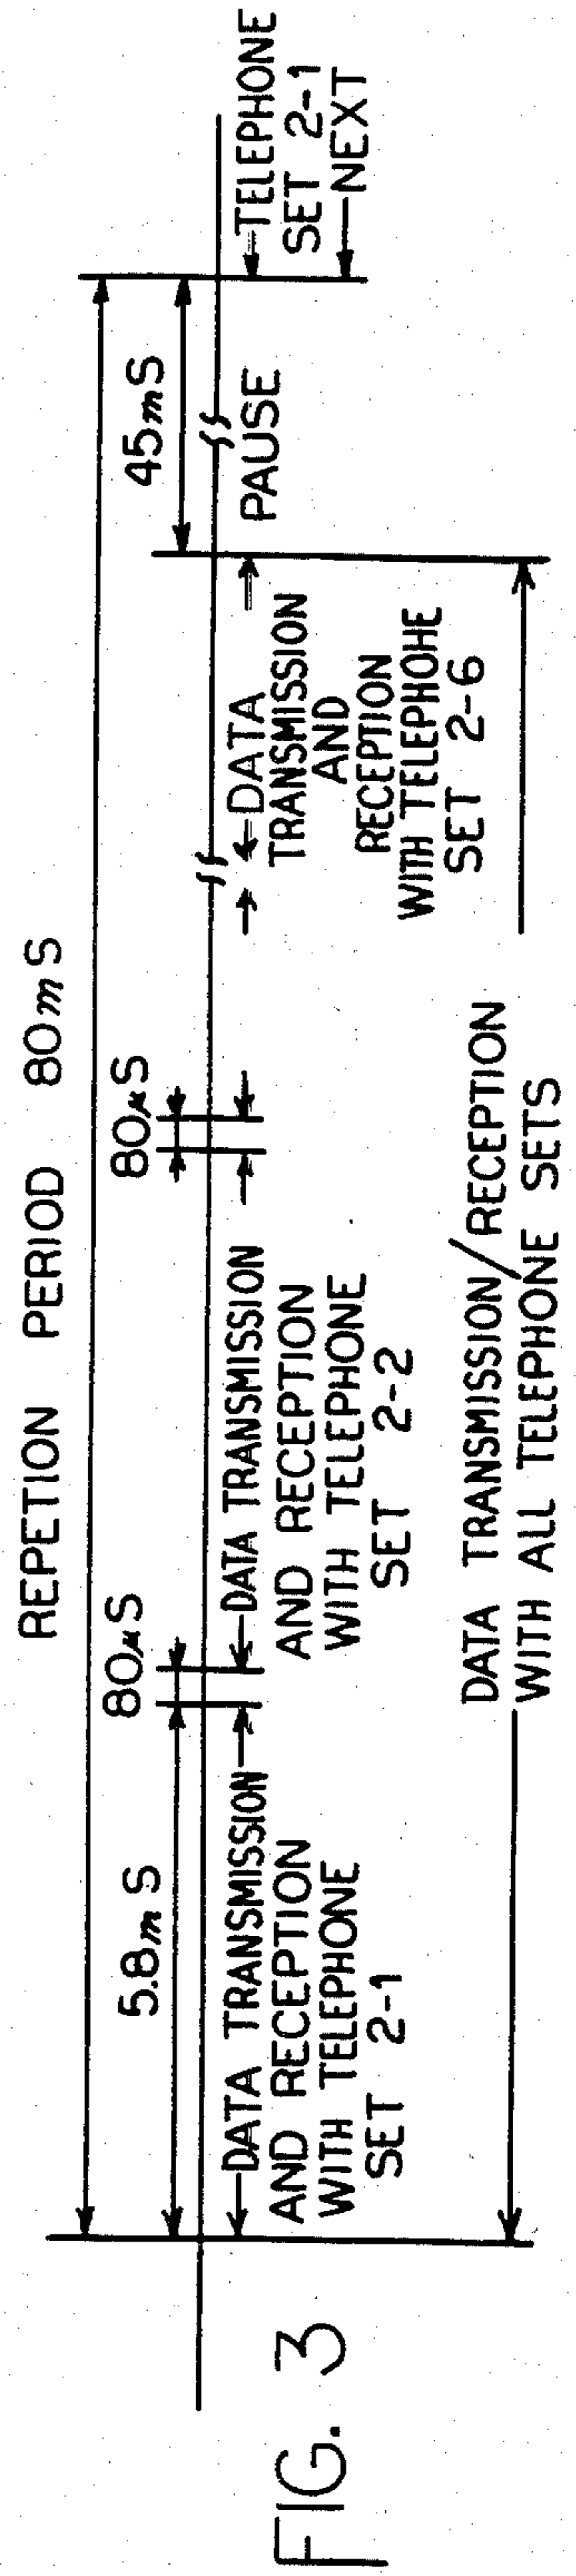 REPETION PERIOD 80mS
5.8mS
80μS
80μS
45mS
DATA TRANSMISSION
AND RECEPTION
WITH TELEPHONE
SET 2-1
DATA TRANSMISSION
AND RECEPTION
WITH TELEPHONE
SET 2-2
DATA
TRANSMISSION
AND
RECEPTION
WITH TELEPHOHE
SET 2-6
PAUSE
TELEPHONE
SET 2-1
NEXT
DATA TRANSMISSION/RECEPTION
WITH ALL TELEPHONE SETS
FIG. 3